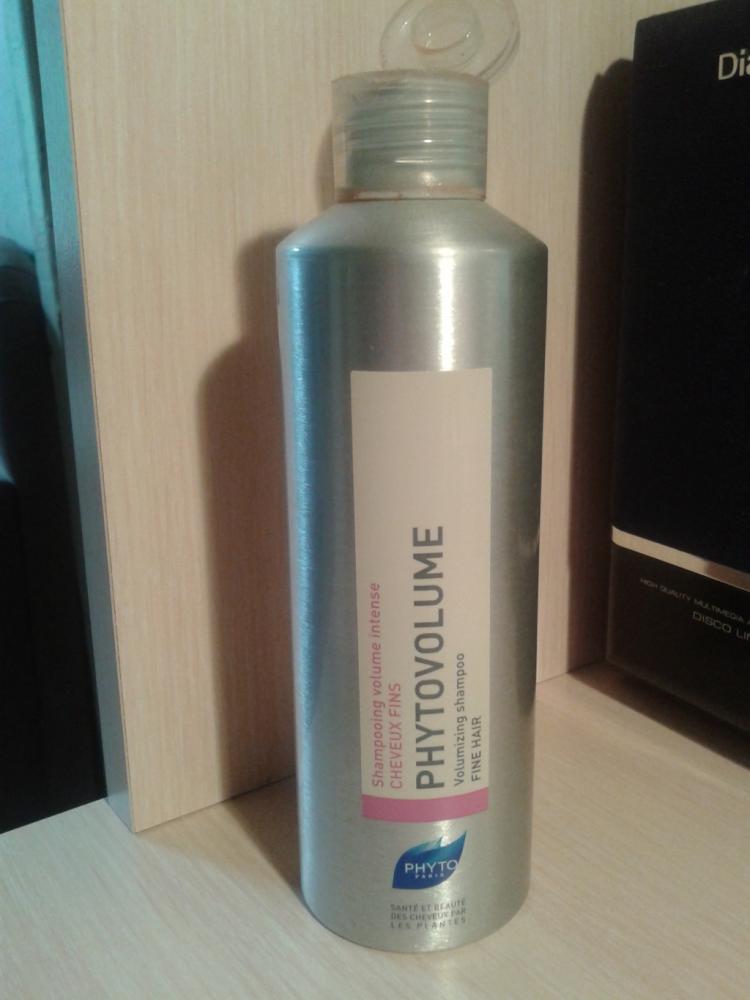 Shampooing volume intense
CHEVEUX FINS
PHYTOVOLUME
Volumizing shampoo
FINE HAIR
PHYTO
PARIS
SANTÉ ET BEAUTÉ
DES CHEVEUX PAR
LES PLANTES
Dia
HIGH QUALITY MULTIMEDIA
DISCO LI